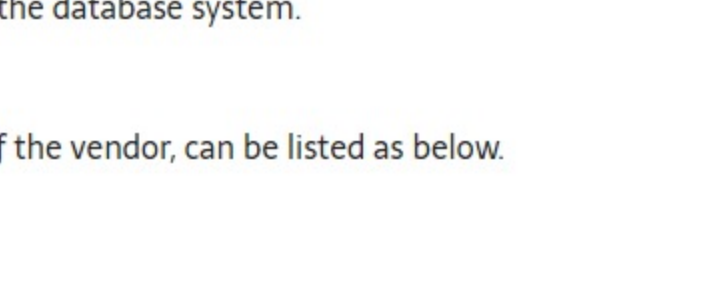 the database system.
f the vendor, can be listed as below.